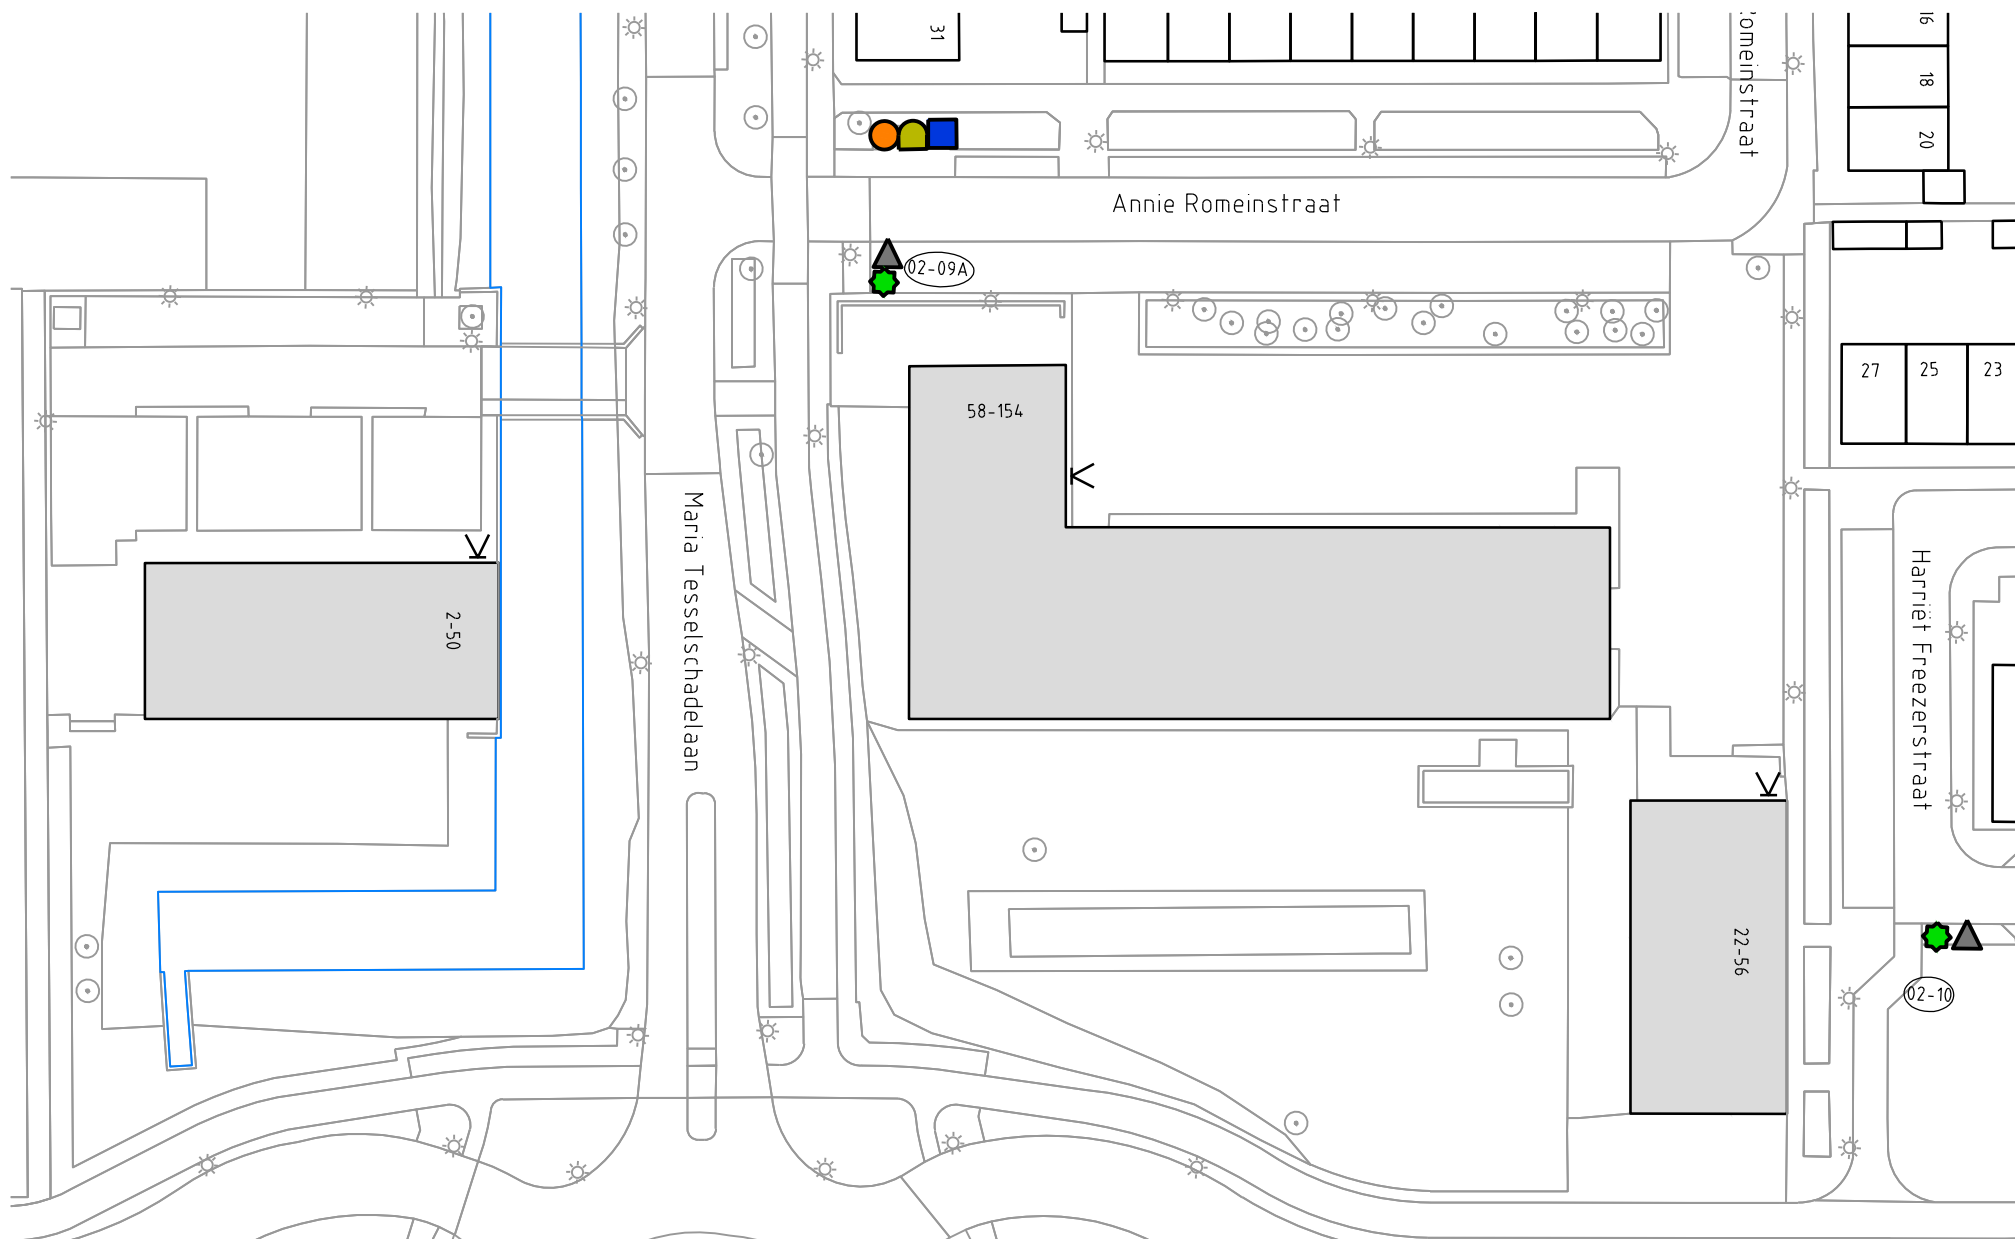 31
Romeinstraat
16
18
20
Annie Romeinstraat
02-09A
58-154
27
25
23
Maria Tesselschadelaan
2-50
Harriët Freezerstraat
22-56
02-10